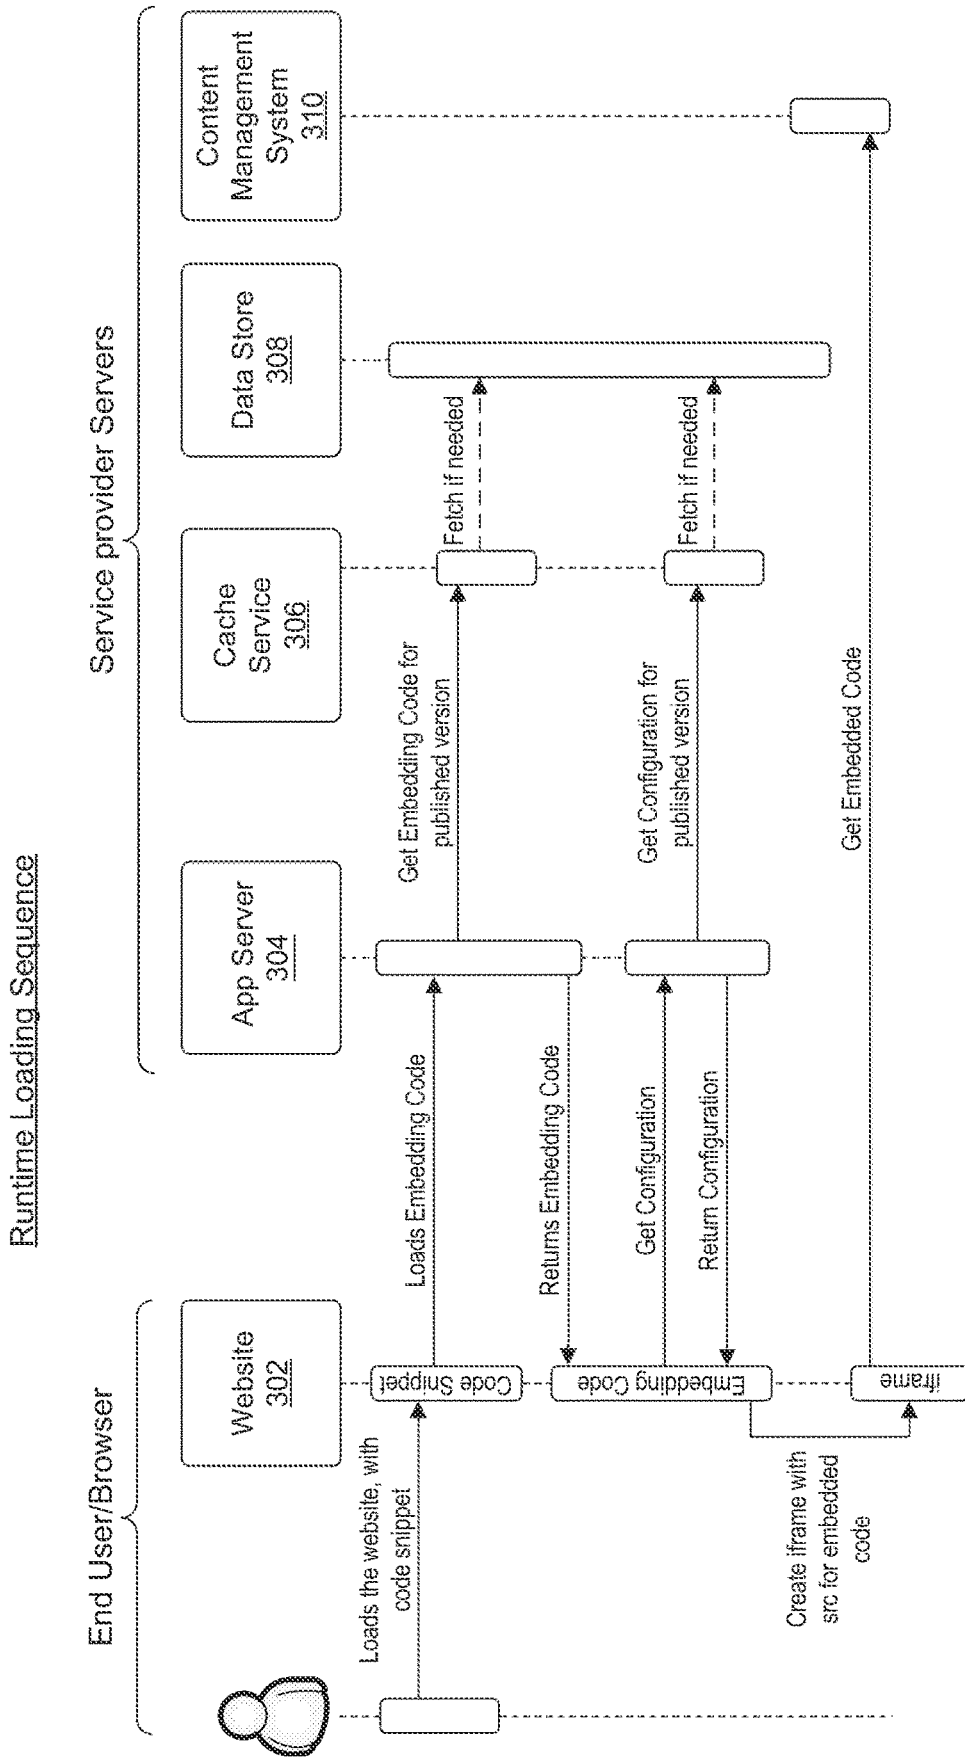 Runtime Loading Sequence
End User/Browser
Service provider Servers
Website
302
App Server
304
Cache
Service
306
Data Store
308
Content
Management
System
310
Loads the website, with
code snippet
Code Snippet
Loads Embedding Code
Get Embedding Code for
published version
Fetch if needed
Returns Embedding Code
Embedding Code
Get Configuration
Get Configuration for
published version
Fetch if needed
Return Configuration
Create iframe with
src for embedded
code
iframe
Get Embedded Code